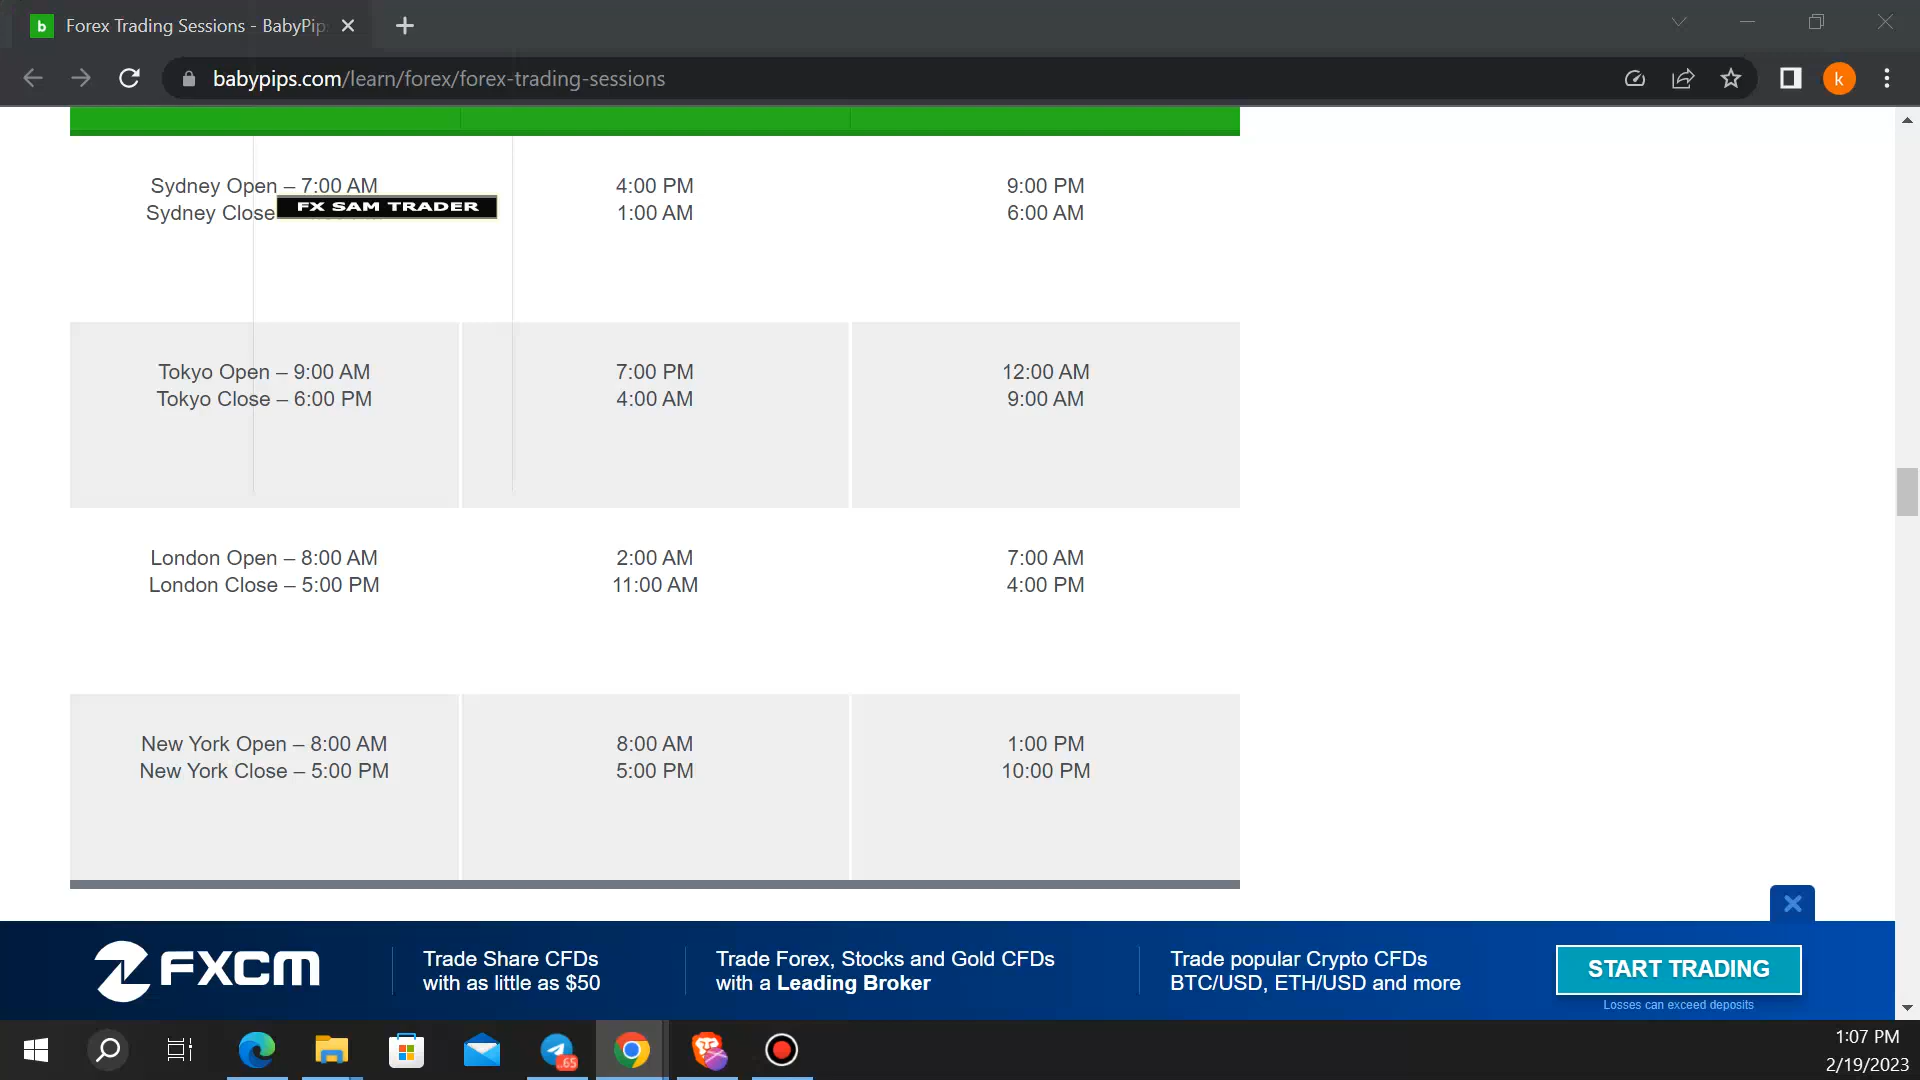 Forex Trading Sessions - BabyPip
babypips.com/learn/forex/forex-trading-sessions
k
Sydney Open – 7:00 AM
4:00 PM
9:00 PM
FX SAM TRADER
Sydney Close
1:00 AM
6:00 AM
Tokyo Open – 9:00 AM
7:00 PM
12:00 AM
Tokyo Close – 6:00 PM
4:00 AM
9:00 AM
London Open – 8:00 AM
2:00 AM
7:00 AM
London Close – 5:00 PM
11:00 AM
4:00 PM
New York Open – 8:00 AM
8:00 AM
1:00 PM
New York Close – 5:00 PM
5:00 PM
10:00 PM
FXCM
Trade Share CFDs
with as little as $50
Trade Forex, Stocks and Gold CFDs
with a Leading Broker
Trade popular Crypto CFDs
BTC/USD, ETH/USD and more
START TRADING
Losses can exceed deposits
1:07 PM
2/19/2023